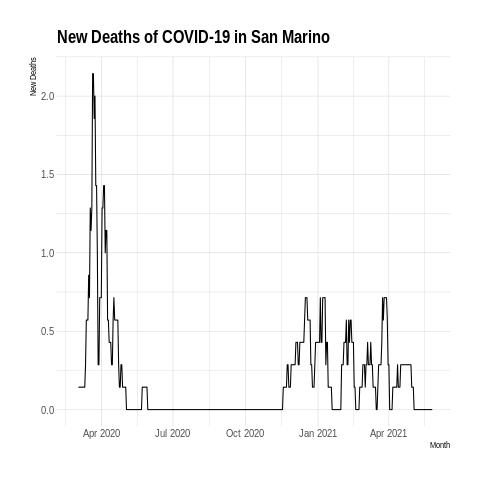 New Deaths of COVID-19 in San Marino
New Deaths
2.0
1.5
1.0
0.5
0.0
Apr 2020 Jul 2020 Oct 2020 Jan 2021 Apr 2021
Month